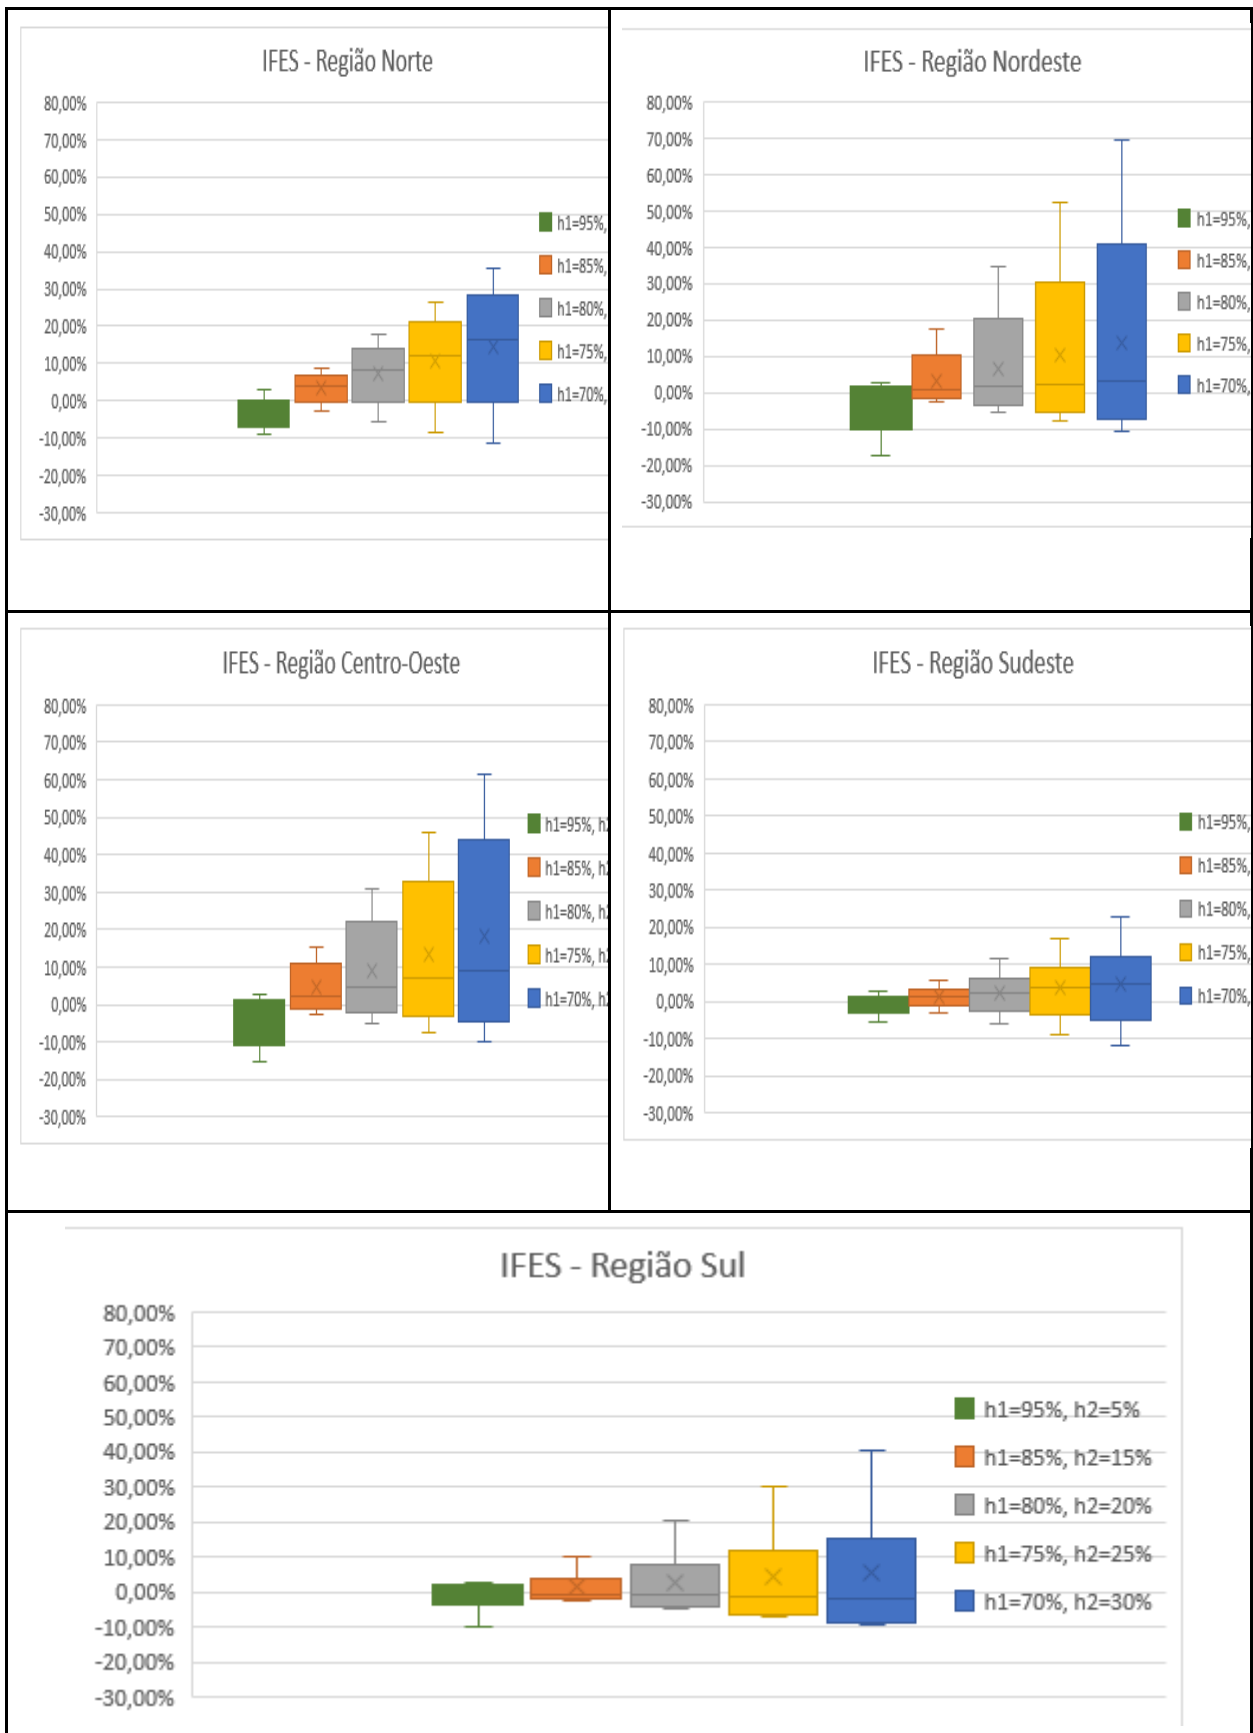 IFES - Região Norte
80,00%
70,00%
60,00%
50,00%
40,00%
30,00%
20,00%
10,00%
0,00%
-10,00%
-20,00%
-30,00%
h1=95%,
h1=85%,
h1=80%,
h1=75%,
h1=70%,
IFES - Região Nordeste
80,00%
70,00%
60,00%
50,00%
40,00%
30,00%
20,00%
10,00%
0,00%
-10,00%
-20,00%
-30,00%
h1=95%,
h1=85%,
h1=80%,
h1=75%,
h1=70%,
IFES - Região Centro-Oeste
80,00%
70,00%
60,00%
50,00%
40,00%
30,00%
20,00%
10,00%
0,00%
-10,00%
-20,00%
-30,00%
h1=95%, h2
h1=85%, h2
h1=80%, h2
h1=75%, h2
h1=70%, h2
IFES - Região Sudeste
80,00%
70,00%
60,00%
50,00%
40,00%
30,00%
20,00%
10,00%
0,00%
-10,00%
-20,00%
-30,00%
h1=95%,
h1=85%,
h1=80%,
h1=75%,
h1=70%,
IFES - Região Sul
80,00%
70,00%
60,00%
50,00%
40,00%
30,00%
20,00%
10,00%
0,00%
-10,00%
-20,00%
-30,00%
h1=95%, h2=5%
h1=85%, h2=15%
h1=80%, h2=20%
h1=75%, h2=25%
h1=70%, h2=30%